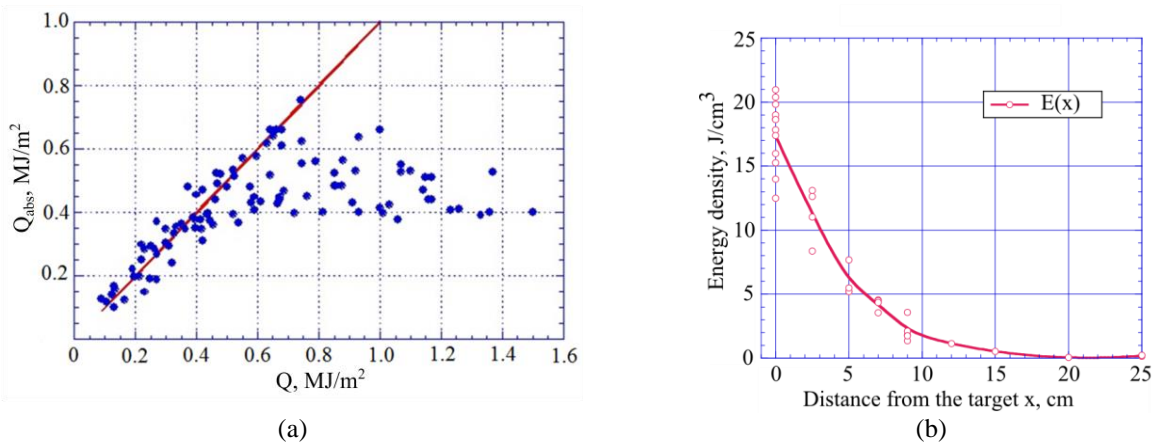 1.0
0.8
0.6
0.4
0.2
Q_abs, MJ/m²
0 0.2 0.4 0.6 0.8 1.0 1.2 1.4 1.6
Q, MJ/m²
(a)
25
20
15
10
5
0
Energy density, J/cm³
E(x)
0 5 10 15 20 25
Distance from the target x, cm
(b)